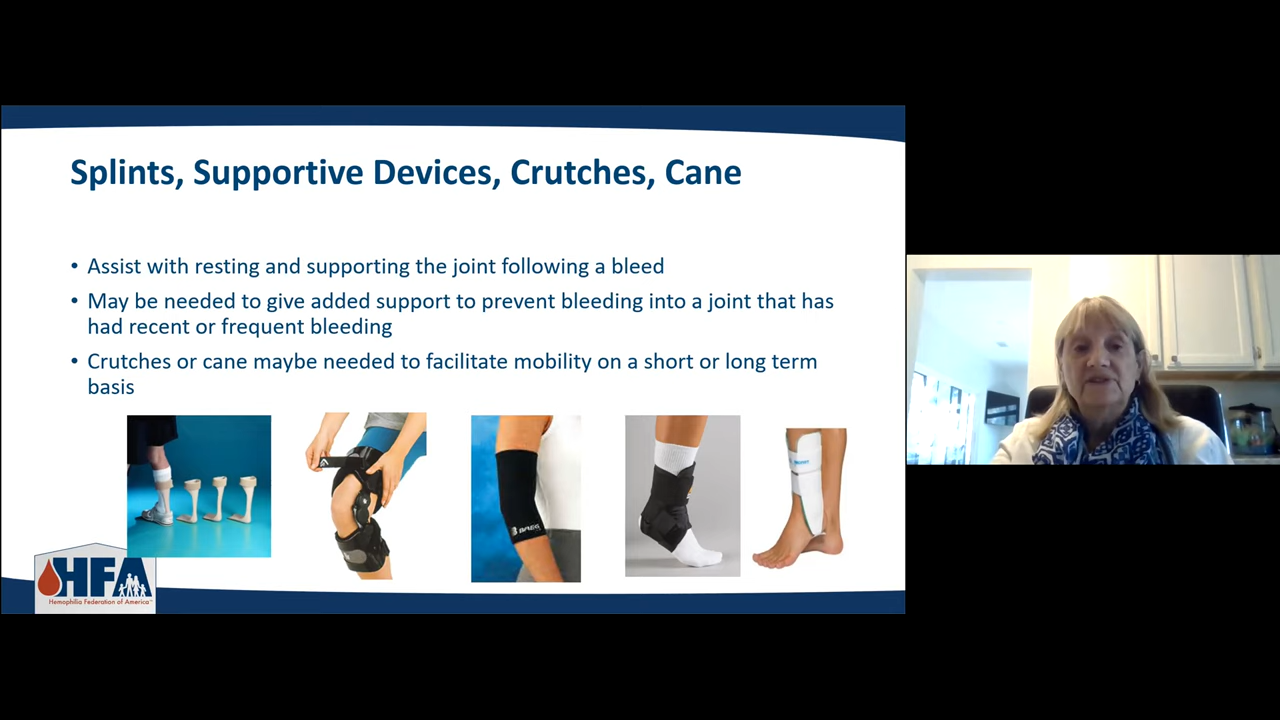 Splints, Supportive Devices, Crutches, Cane
• Assist with resting and supporting the joint following a bleed
• May be needed to give added support to prevent bleeding into a joint that has
had recent or frequent bleeding
• Crutches or cane maybe needed to facilitate mobility on a short or long term
basis
BREG
HFA
Hemophilia Federation of America